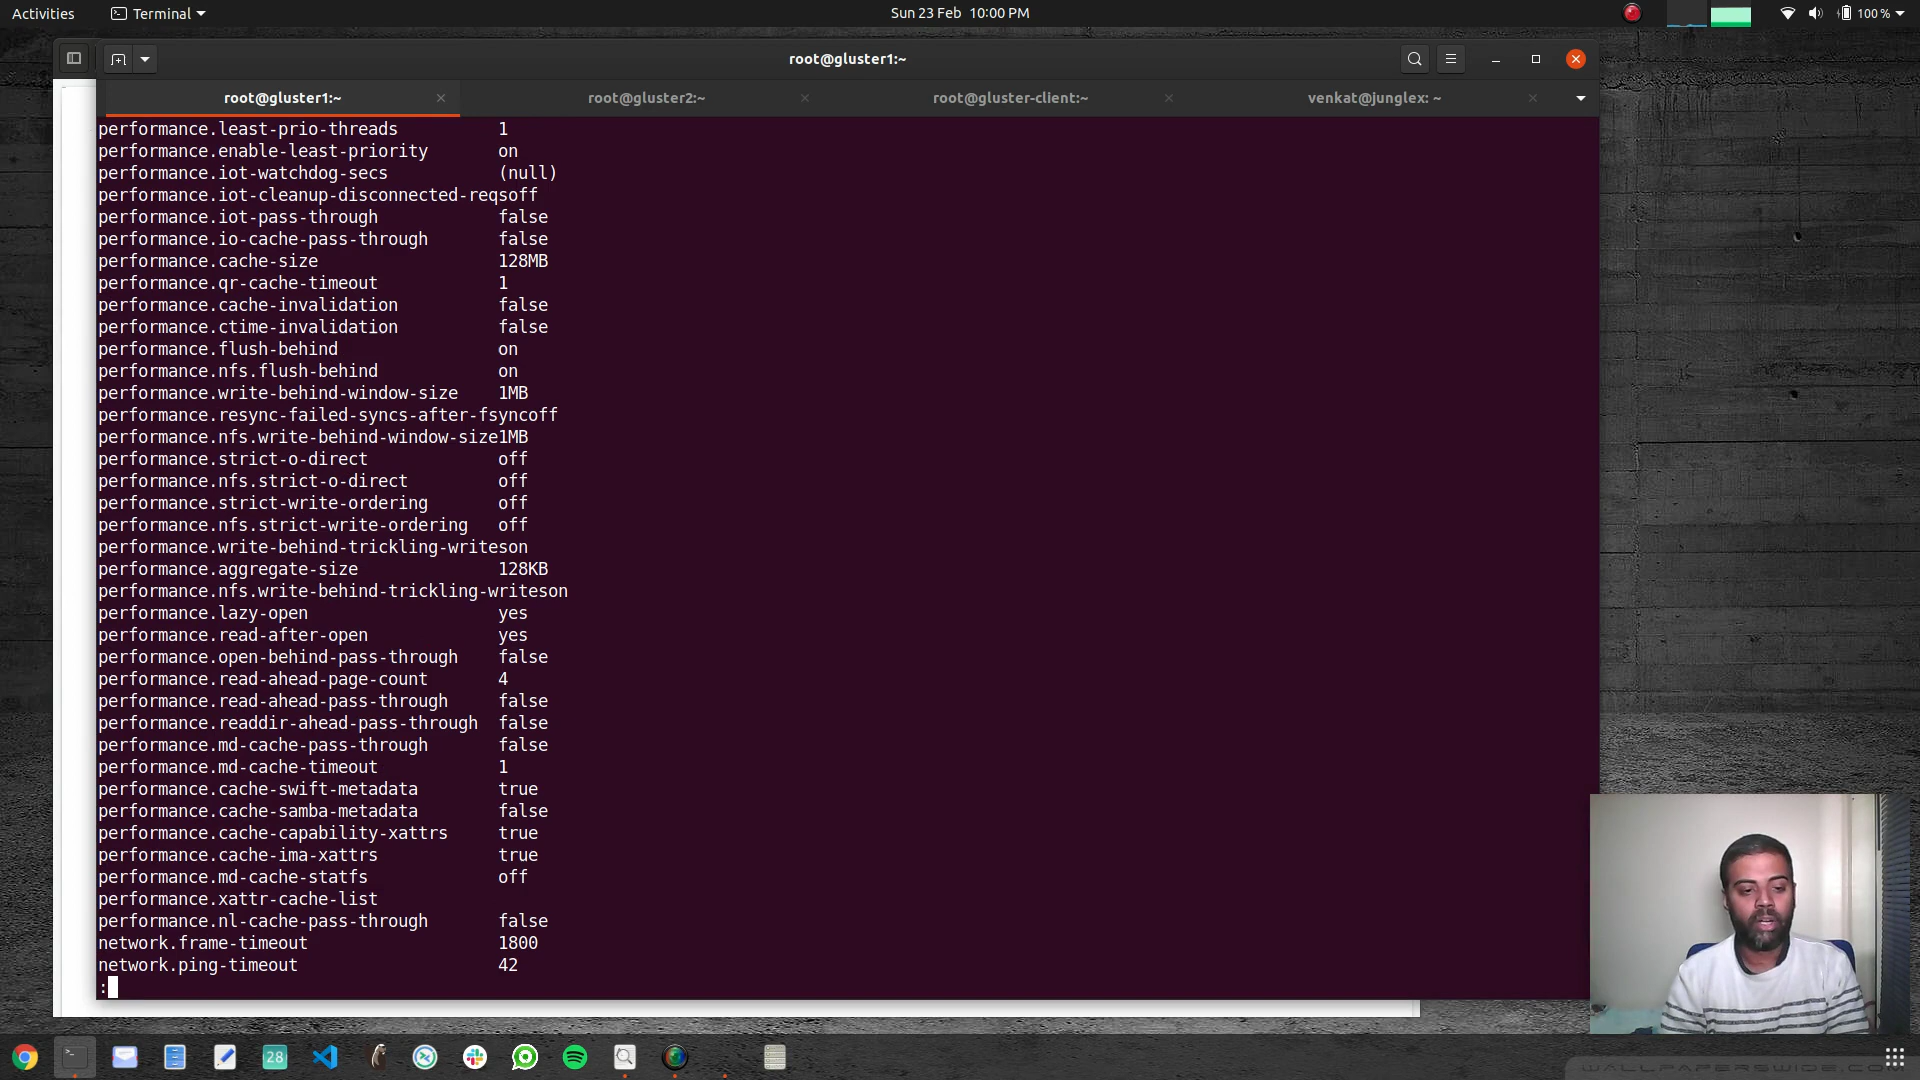 Activities Terminal Sun 23 Feb 10:00 PM 100 %
root@gluster1:~
root@gluster1:~ root@gluster2:~ root@gluster-client:~ venkat@junglex: ~
performance.least-prio-threads 1
performance.enable-least-priority on
performance.iot-watchdog-secs (null)
performance.iot-cleanup-disconnected-reqsoff
performance.iot-pass-through false
performance.io-cache-pass-through false
performance.cache-size 128MB
performance.qr-cache-timeout 1
performance.cache-invalidation false
performance.ctime-invalidation false
performance.flush-behind on
performance.nfs.flush-behind on
performance.write-behind-window-size 1MB
performance.resync-failed-syncs-after-fsyncoff
performance.nfs.write-behind-window-size1MB
performance.strict-o-direct off
performance.nfs.strict-o-direct off
performance.strict-write-ordering off
performance.nfs.strict-write-ordering off
performance.write-behind-trickling-writeson
performance.aggregate-size 128KB
performance.nfs.write-behind-trickling-writeson
performance.lazy-open yes
performance.read-after-open yes
performance.open-behind-pass-through false
performance.read-ahead-page-count 4
performance.read-ahead-pass-through false
performance.readdir-ahead-pass-through false
performance.md-cache-pass-through false
performance.md-cache-timeout 1
performance.cache-swift-metadata true
performance.cache-samba-metadata false
performance.cache-capability-xattrs true
performance.cache-ima-xattrs true
performance.md-cache-statfs off
performance.xattr-cache-list
performance.nl-cache-pass-through false
network.frame-timeout 1800
network.ping-timeout 42
:
28
WALLPAPERSWIDE.COM